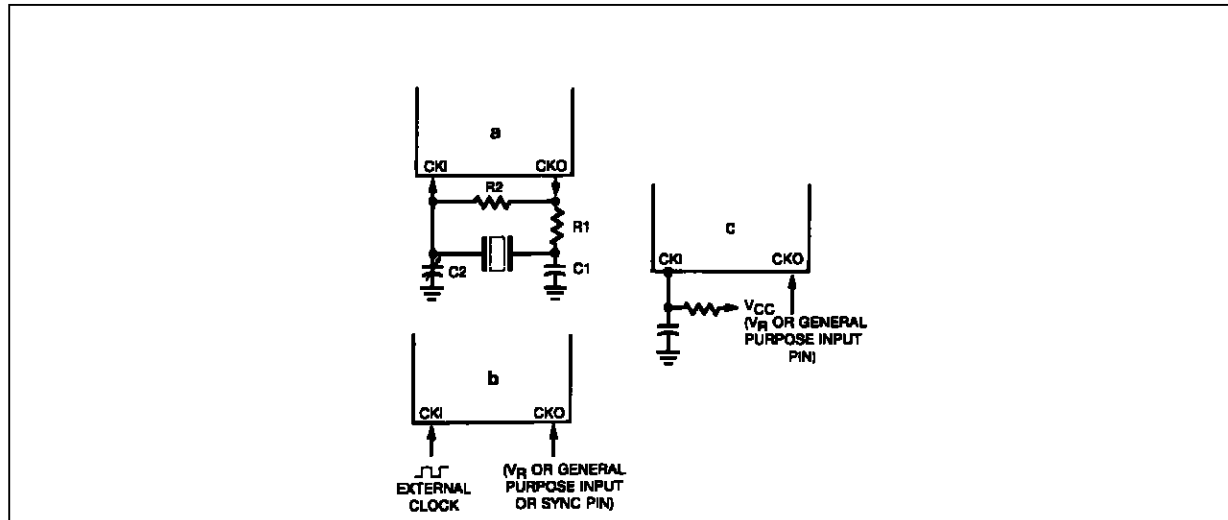 a
CKI CKO
R2
R1
C2
C1
b
CKI CKO
EXTERNAL
CLOCK
(VR OR GENERAL
PURPOSE INPUT
OR SYNC PIN)
c
CKI CKO
VCC
(VR OR GENERAL
PURPOSE INPUT
PIN)